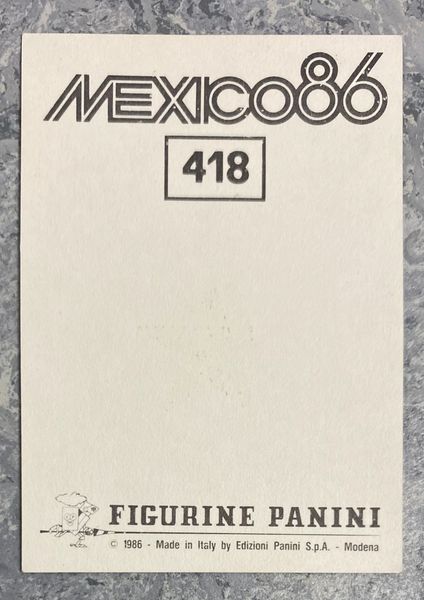 MEXICO86
418
FIGURINE PANINI
© 1986 - Made in Italy by Edizioni Panini S.p.A. - Modena